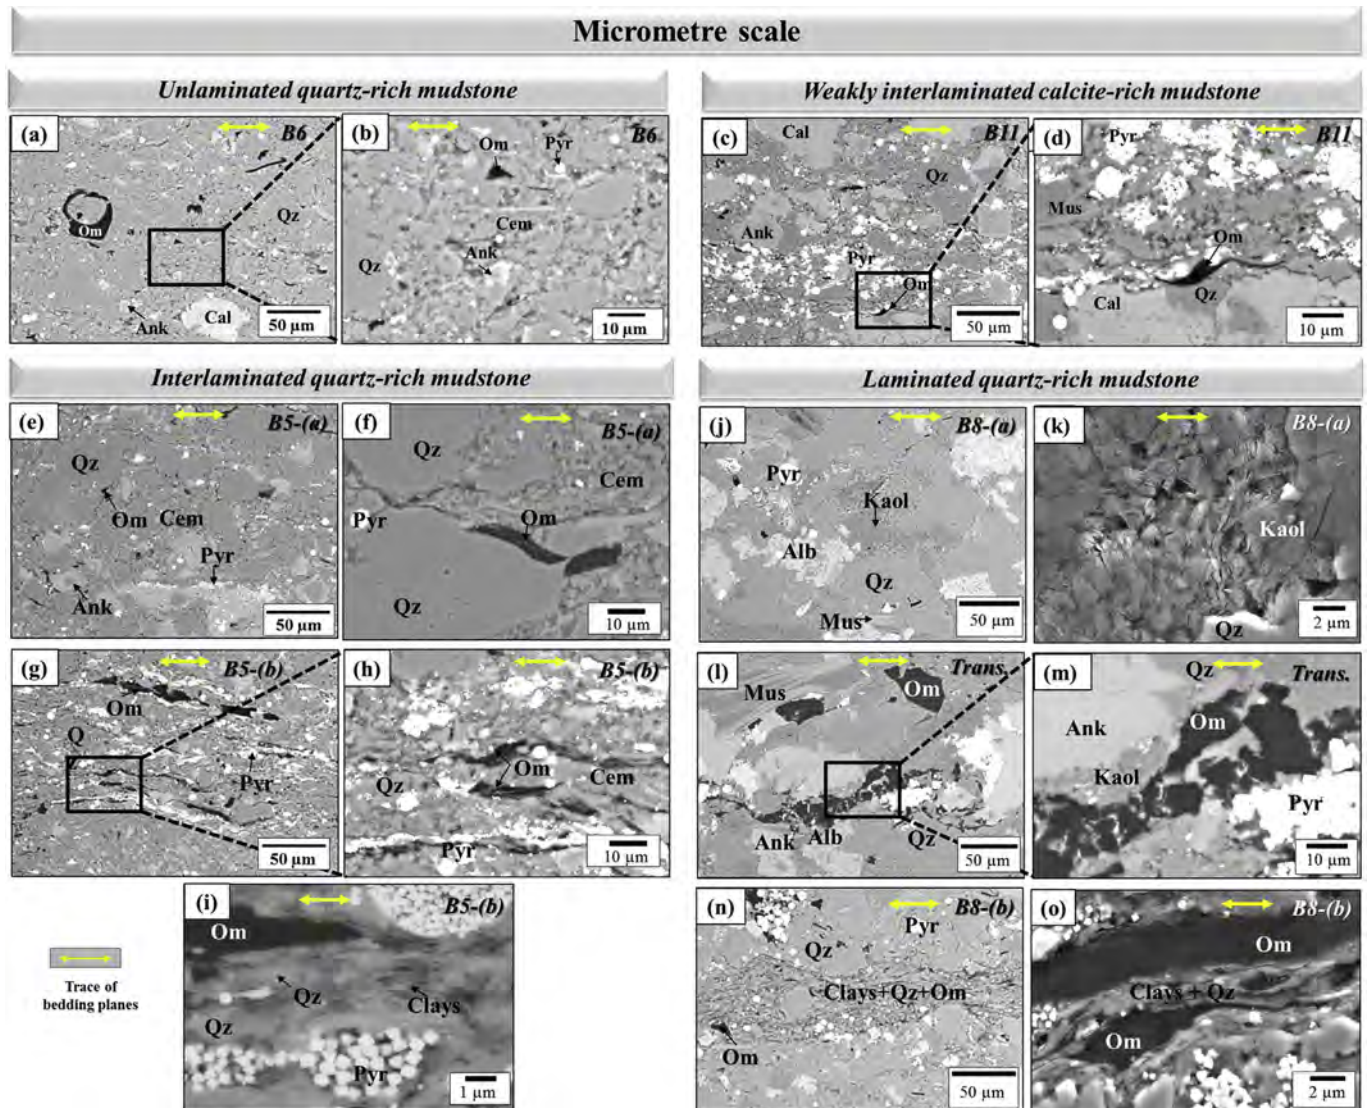 Micrometre scale
Unlaminated quartz-rich mudstone
Weakly interlaminated calcite-rich mudstone
(a)
B6
Om
Qz
Ank
Cal
50 µm
(b)
B6
Om
Pyr
Cem
Ank
Qz
10 µm
(c)
B11
Cal
Qz
Ank
Pyr
Om
50 µm
(d)
B11
Pyr
Mus
Om
Cal
Qz
10 µm
Interlaminated quartz-rich mudstone
Laminated quartz-rich mudstone
(e)
B5-(a)
Qz
Om
Cem
Pyr
Ank
50 µm
(f)
B5-(a)
Qz
Cem
Pyr
Om
Qz
10 µm
(j)
B8-(a)
Pyr
Kaol
Alb
Qz
Mus
50 µm
(k)
B8-(a)
Kaol
Qz
2 µm
(g)
B5-(b)
Om
Q
Pyr
50 µm
(h)
B5-(b)
Qz
Om
Cem
Pyr
10 µm
(l)
Trans.
Mus
Om
Ank
Alb
Qz
50 µm
(m)
Trans.
Qz
Om
Ank
Kaol
Pyr
10 µm
Trace of
bedding planes
(i)
B5-(b)
Om
Qz
Clays
Qz
Pyr
1 µm
(n)
B8-(b)
Pyr
Qz
Clays+Qz+Om
Om
50 µm
(o)
B8-(b)
Om
Clays + Qz
Om
2 µm